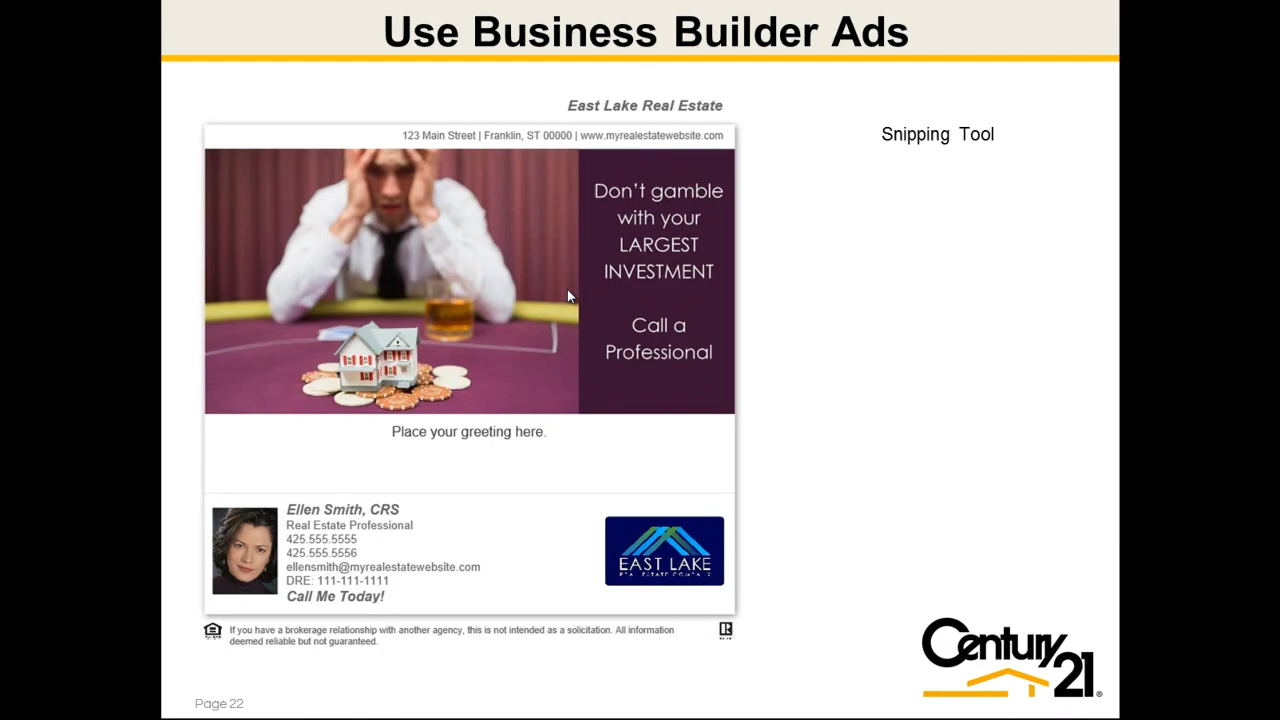 Use Business Builder Ads
East Lake Real Estate
123 Main Street | Franklin, ST 00000 | www.myrealestatewebsite.com
Snipping Tool
Don't gamble
with your
LARGEST
INVESTMENT
Call a
Professional
Place your greeting here.
Ellen Smith, CRS
Real Estate Professional
425.555.5555
425.555.5556
ellensmith@myrealestatewebsite.com
DRE: 111-111-1111
Call Me Today!
EAST LAKE
REAL ESTATE COMPANY
If you have a brokerage relationship with another agency, this is not intended as a solicitation. All information
deemed reliable but not guaranteed.
Century
21
Page 22